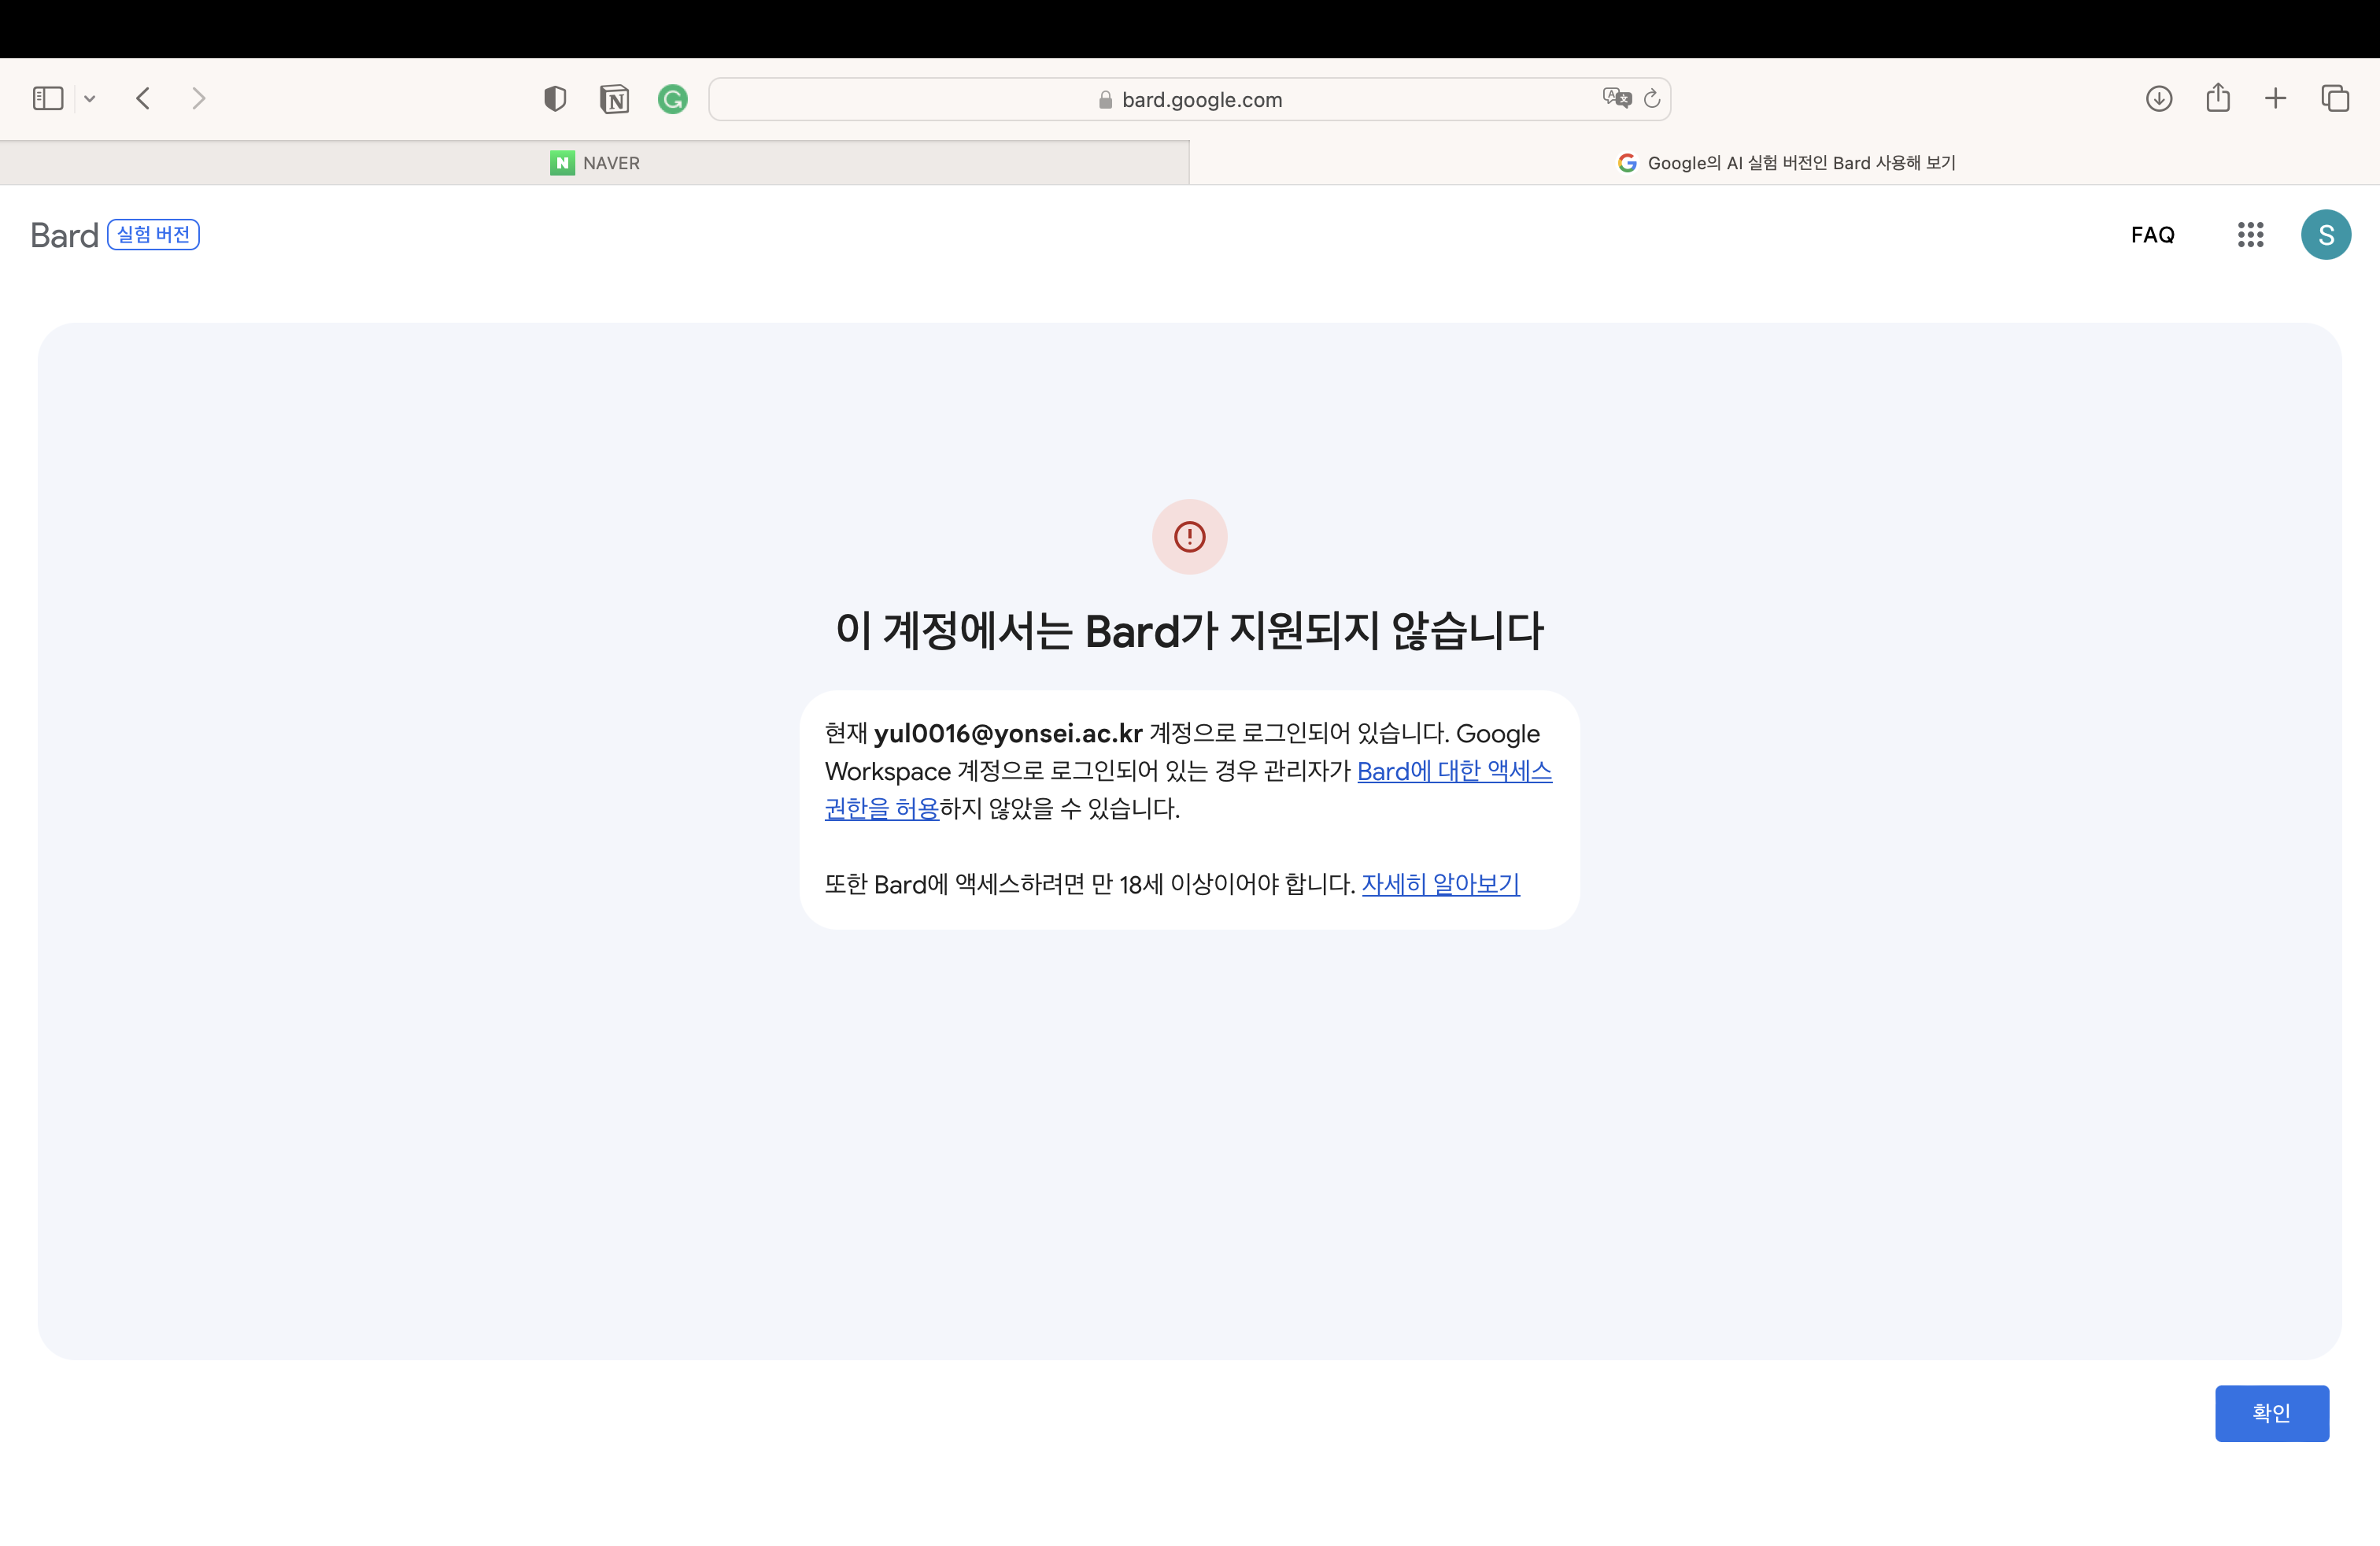 bard.google.com
NAVER
Google의 AI 실험 버전인 Bard 사용해 보기
Bard 실험 버전
FAQ
S
이 계정에서는 Bard가 지원되지 않습니다
현재 yul0016@yonsei.ac.kr 계정으로 로그인되어 있습니다. Google
Workspace 계정으로 로그인되어 있는 경우 관리자가 Bard에 대한 액세스
권한을 허용하지 않았을 수 있습니다.
또한 Bard에 액세스하려면 만 18세 이상이어야 합니다. 자세히 알아보기
확인